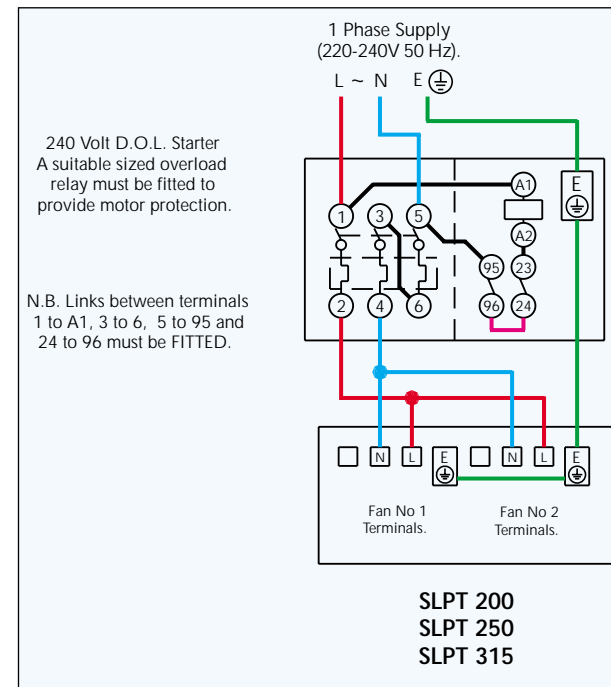 1 Phase Supply
(220-240V 50 Hz).
L ~ N E
240 Volt D.O.L. Starter
A suitable sized overload
relay must be fitted to
provide motor protection.
A1 E
1 3 5
A2
95 23
N.B. Links between terminals
1 to A1, 3 to 6, 5 to 95 and
24 to 96 must be FITTED.
2 4 6 96 24
N L E N L E
Fan No 1
Terminals.
Fan No 2
Terminals.
SLPT 200
SLPT 250
SLPT 315